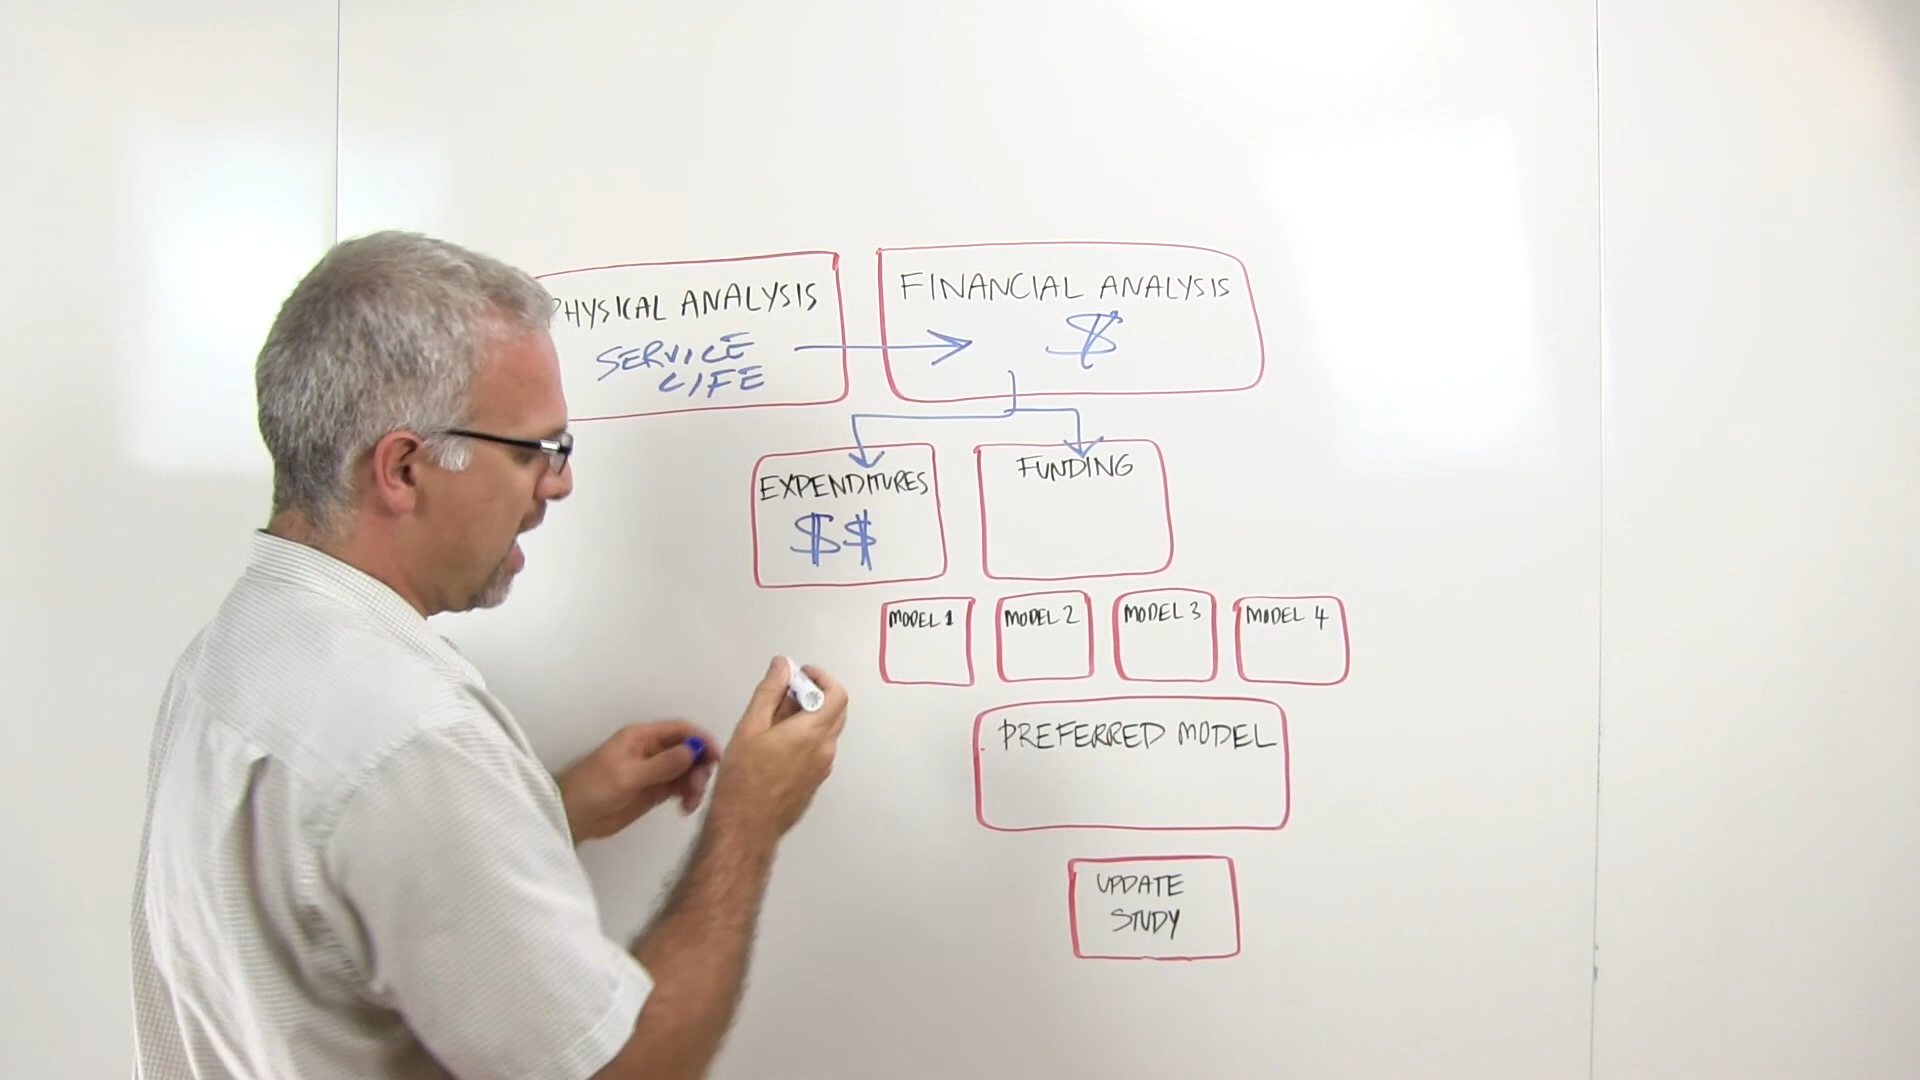 PHYSICAL ANALYSIS
SERVICE
LIFE
FINANCIAL ANALYSIS
$
EXPENDITURES
$$
FUNDING
MODEL 1
MODEL 2
MODEL 3
MODEL 4
PREFERRED MODEL
UPDATE
STUDY